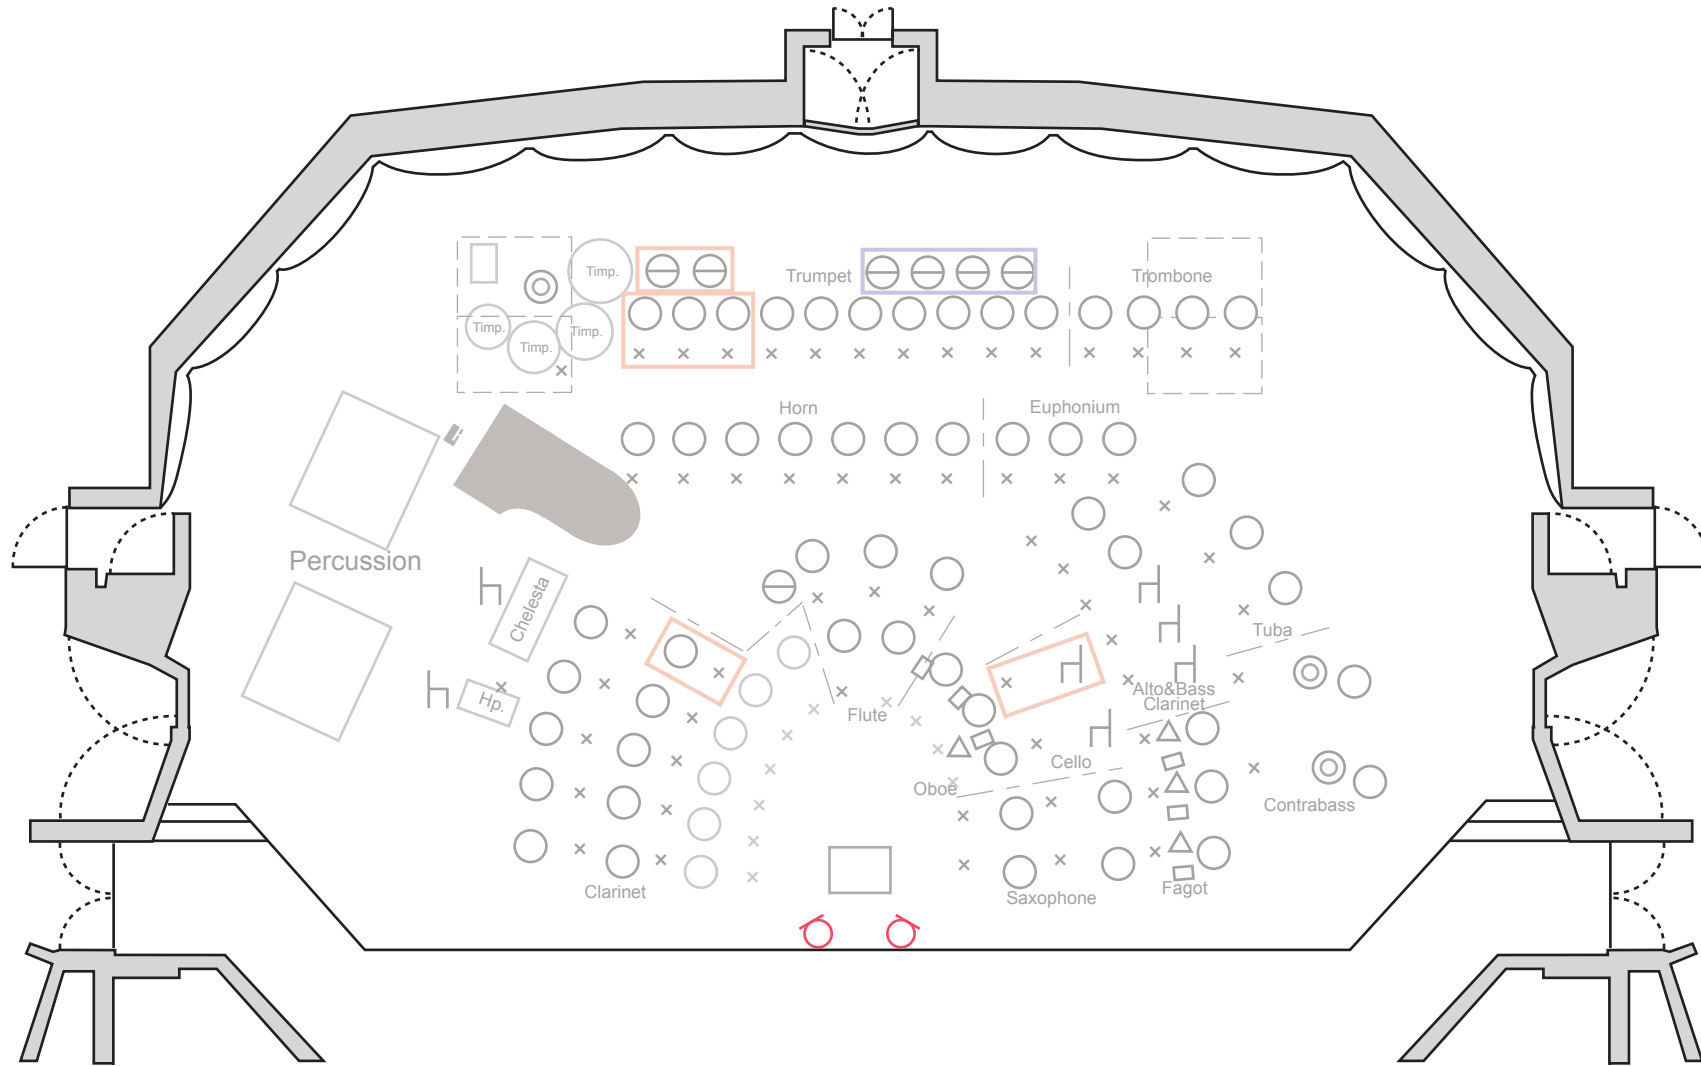 Timp.
Trumpet
Trombone
Timp.
Timp.
Timp.
Horn
Euphonium
Percussion
Chelesta
Tuba
Hp.
Alto&Bass
Clarinet
Flute
Cello
Oboe
Contrabass
Clarinet
Saxophone
Fagot